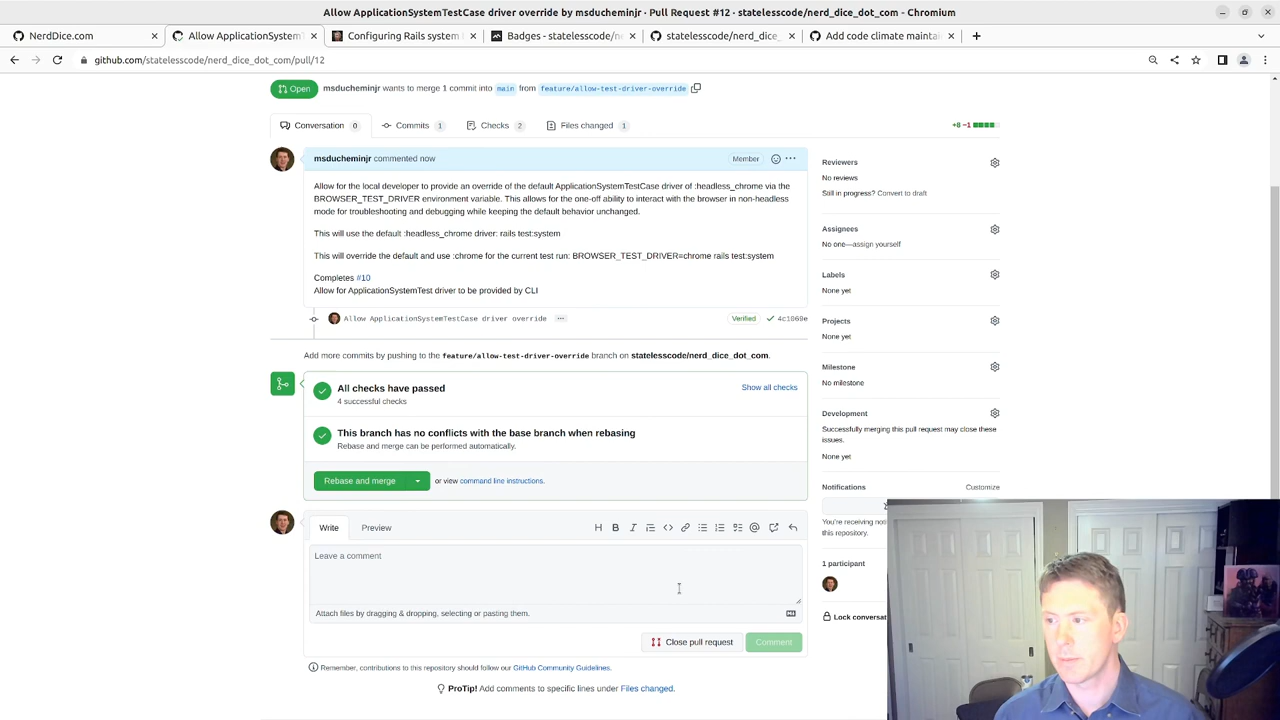 Allow ApplicationSystemTestCase driver override by msducheminjr · Pull Request #12 · statelesscode/nerd_dice_dot_com - Chromium
NerdDice.com
Allow ApplicationSystemT
Configuring Rails system
Badges - statelesscode/ne
statelesscode/nerd_dice_
Add code climate maintai
github.com/statelesscode/nerd_dice_dot_com/pull/12
Open
msducheminjr wants to merge 1 commit into main from feature/allow-test-driver-override
Conversation 0
Commits 1
Checks 2
Files changed 1
+8 −1
msducheminjr commented now
Member
Allow for the local developer to provide an override of the default ApplicationSystemTestCase driver of :headless_chrome via the
BROWSER_TEST_DRIVER environment variable. This allows for the one-off ability to interact with the browser in non-headless
mode for troubleshooting and debugging while keeping the default behavior unchanged.
This will use the default :headless_chrome driver: rails test:system
This will override the default and use :chrome for the current test run: BROWSER_TEST_DRIVER=chrome rails test:system
Completes #10
Allow for ApplicationSystemTest driver to be provided by CLI
Allow ApplicationSystemTestCase driver override
Verified
4c1869e
Add more commits by pushing to the feature/allow-test-driver-override branch on statelesscode/nerd_dice_dot_com.
All checks have passed
4 successful checks
Show all checks
This branch has no conflicts with the base branch when rebasing
Rebase and merge can be performed automatically.
Rebase and merge
or view command line instructions.
Write
Preview
Leave a comment
Attach files by dragging & dropping, selecting or pasting them.
Close pull request
Comment
Remember, contributions to this repository should follow our GitHub Community Guidelines.
ProTip! Add comments to specific lines under Files changed.
Reviewers
No reviews
Still in progress? Convert to draft
Assignees
No one—assign yourself
Labels
None yet
Projects
None yet
Milestone
No milestone
Development
Successfully merging this pull request may close these
issues.
None yet
Notifications
Customize
You're receiving not
this repository.
1 participant
Lock conversat